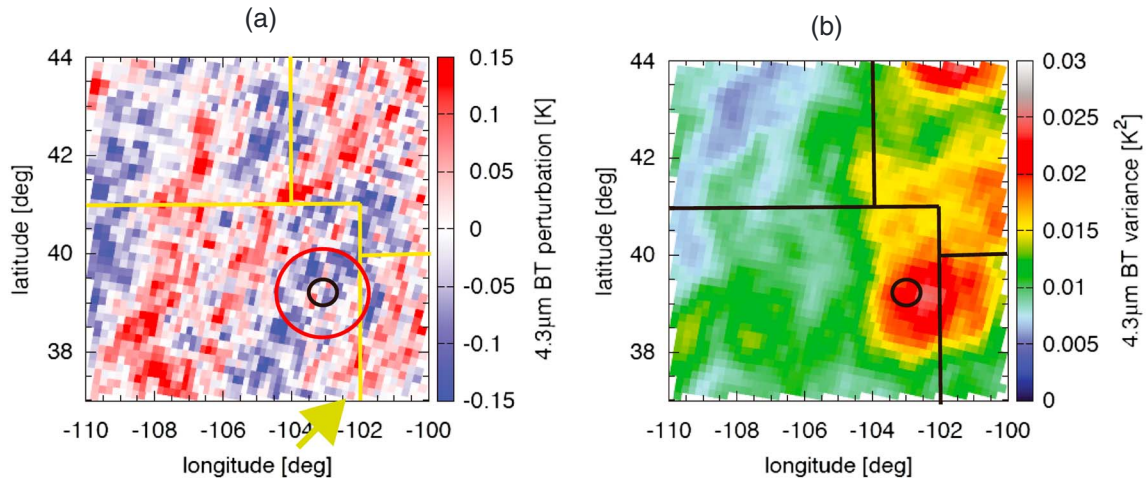 (a)
(b)
44
42
40
38
-110 -108 -106 -104 -102 -100
latitude [deg]
longitude [deg]
0.15
0.1
0.05
0
-0.05
-0.1
-0.15
4.3µm BT perturbation [K]
44
42
40
38
-110 -108 -106 -104 -102 -100
latitude [deg]
longitude [deg]
0.03
0.025
0.02
0.015
0.01
0.005
0
4.3µm BT variance [K²]